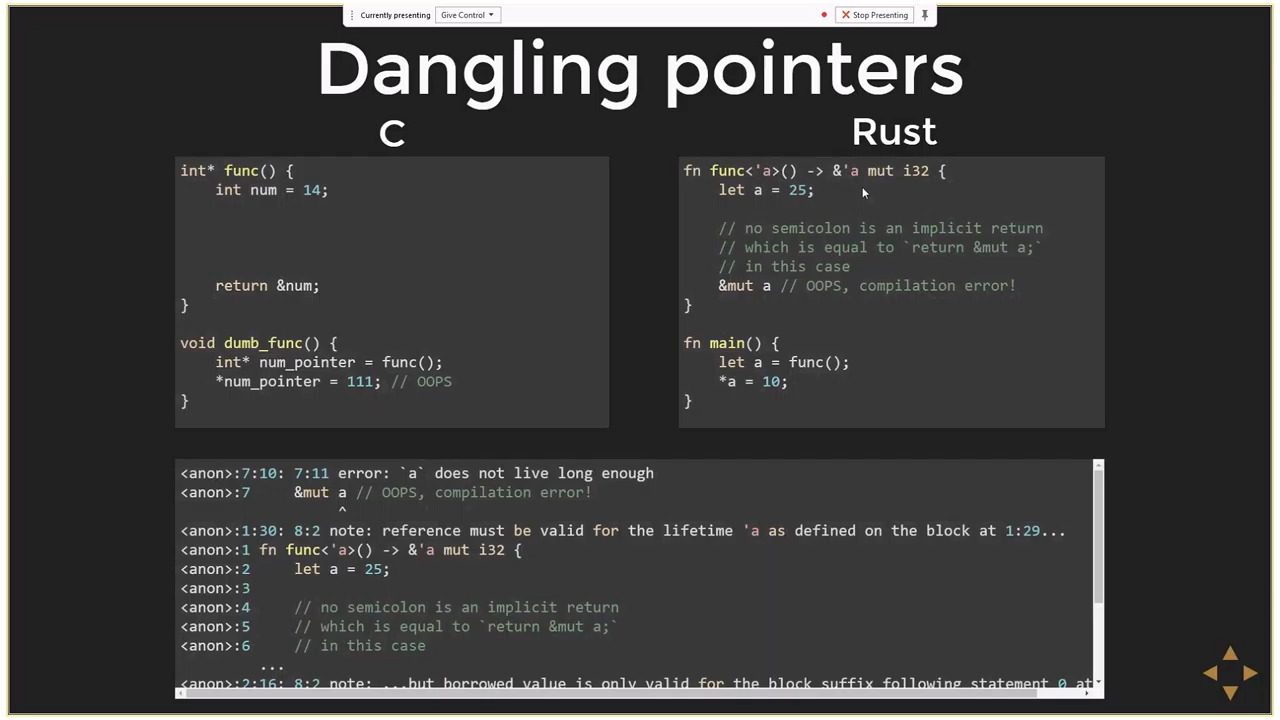 Currently presenting Give Control Stop Presenting
Dangling pointers
C
int* func() {
int num = 14;
return &num;
}
void dumb_func() {
int* num_pointer = func();
*num_pointer = 111; // OOPS
}
Rust
fn func<'a>() -> &'a mut i32 {
let a = 25;
// no semicolon is an implicit return
// which is equal to `return &mut a;`
// in this case
&mut a // OOPS, compilation error!
}
fn main() {
let a = func();
*a = 10;
}
<anon>:7:10: 7:11 error: `a` does not live long enough
<anon>:7     &mut a // OOPS, compilation error!
^
<anon>:1:30: 8:2 note: reference must be valid for the lifetime 'a as defined on the block at 1:29...
<anon>:1 fn func<'a>() -> &'a mut i32 {
<anon>:2     let a = 25;
<anon>:3
<anon>:4     // no semicolon is an implicit return
<anon>:5     // which is equal to `return &mut a;`
<anon>:6     // in this case
...
<anon>:2:16: 8:2 note: ...but borrowed value is only valid for the block suffix following statement 0 at